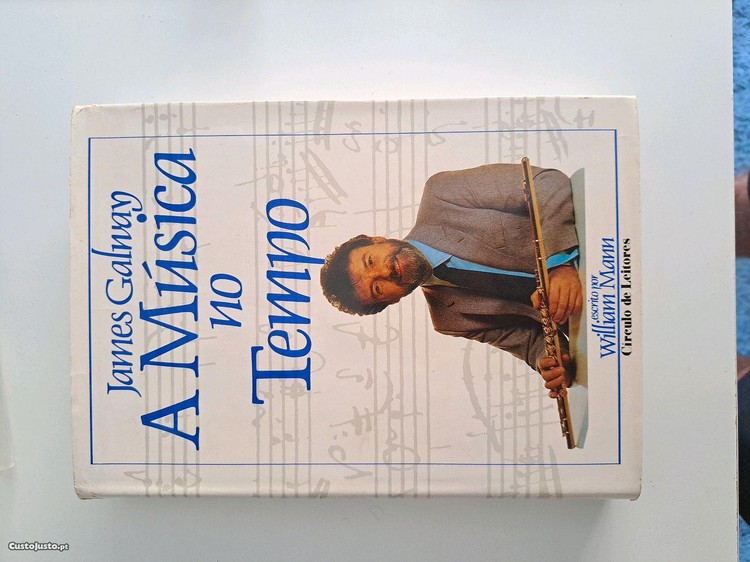 James Galway
A Música
no
Tempo
escrito por
William Mann
Círculo de Leitores
CustoJusto.pt